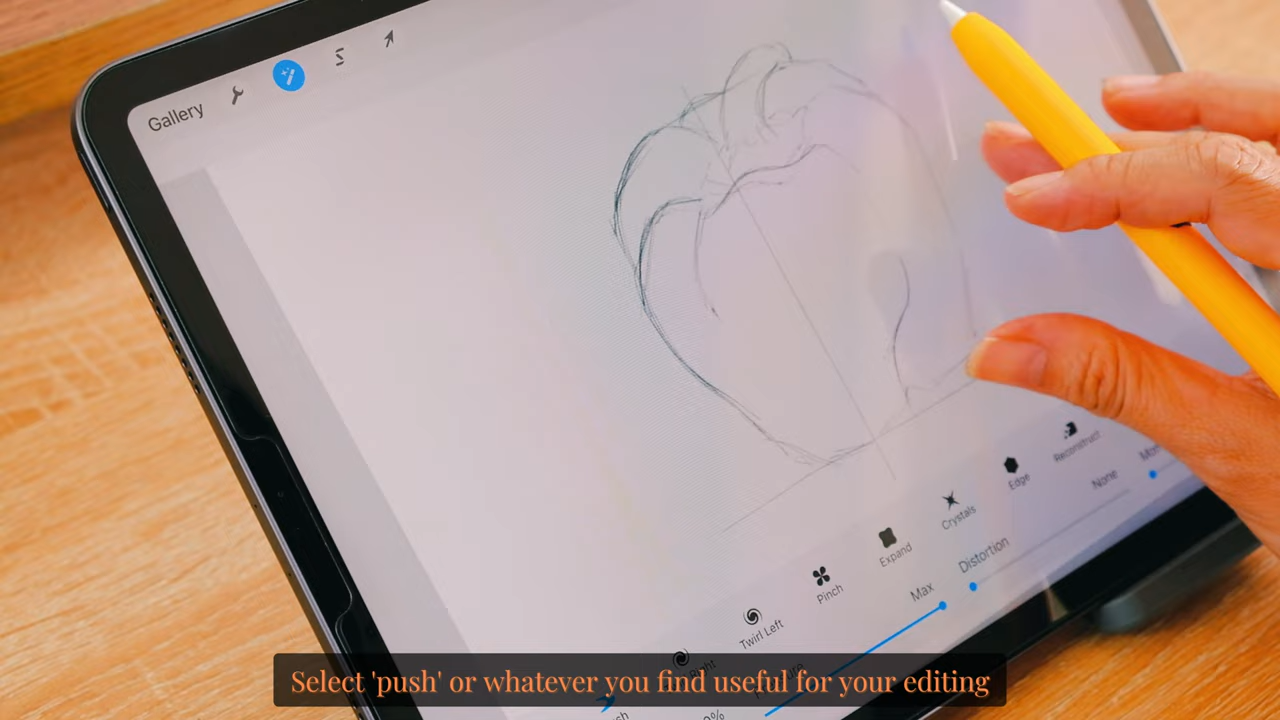 Gallery
Reconstruct
Edge
None
Crystals
Expand
Distortion
Pinch
Max
Twirl Left
Select 'push' or whatever you find useful for your editing